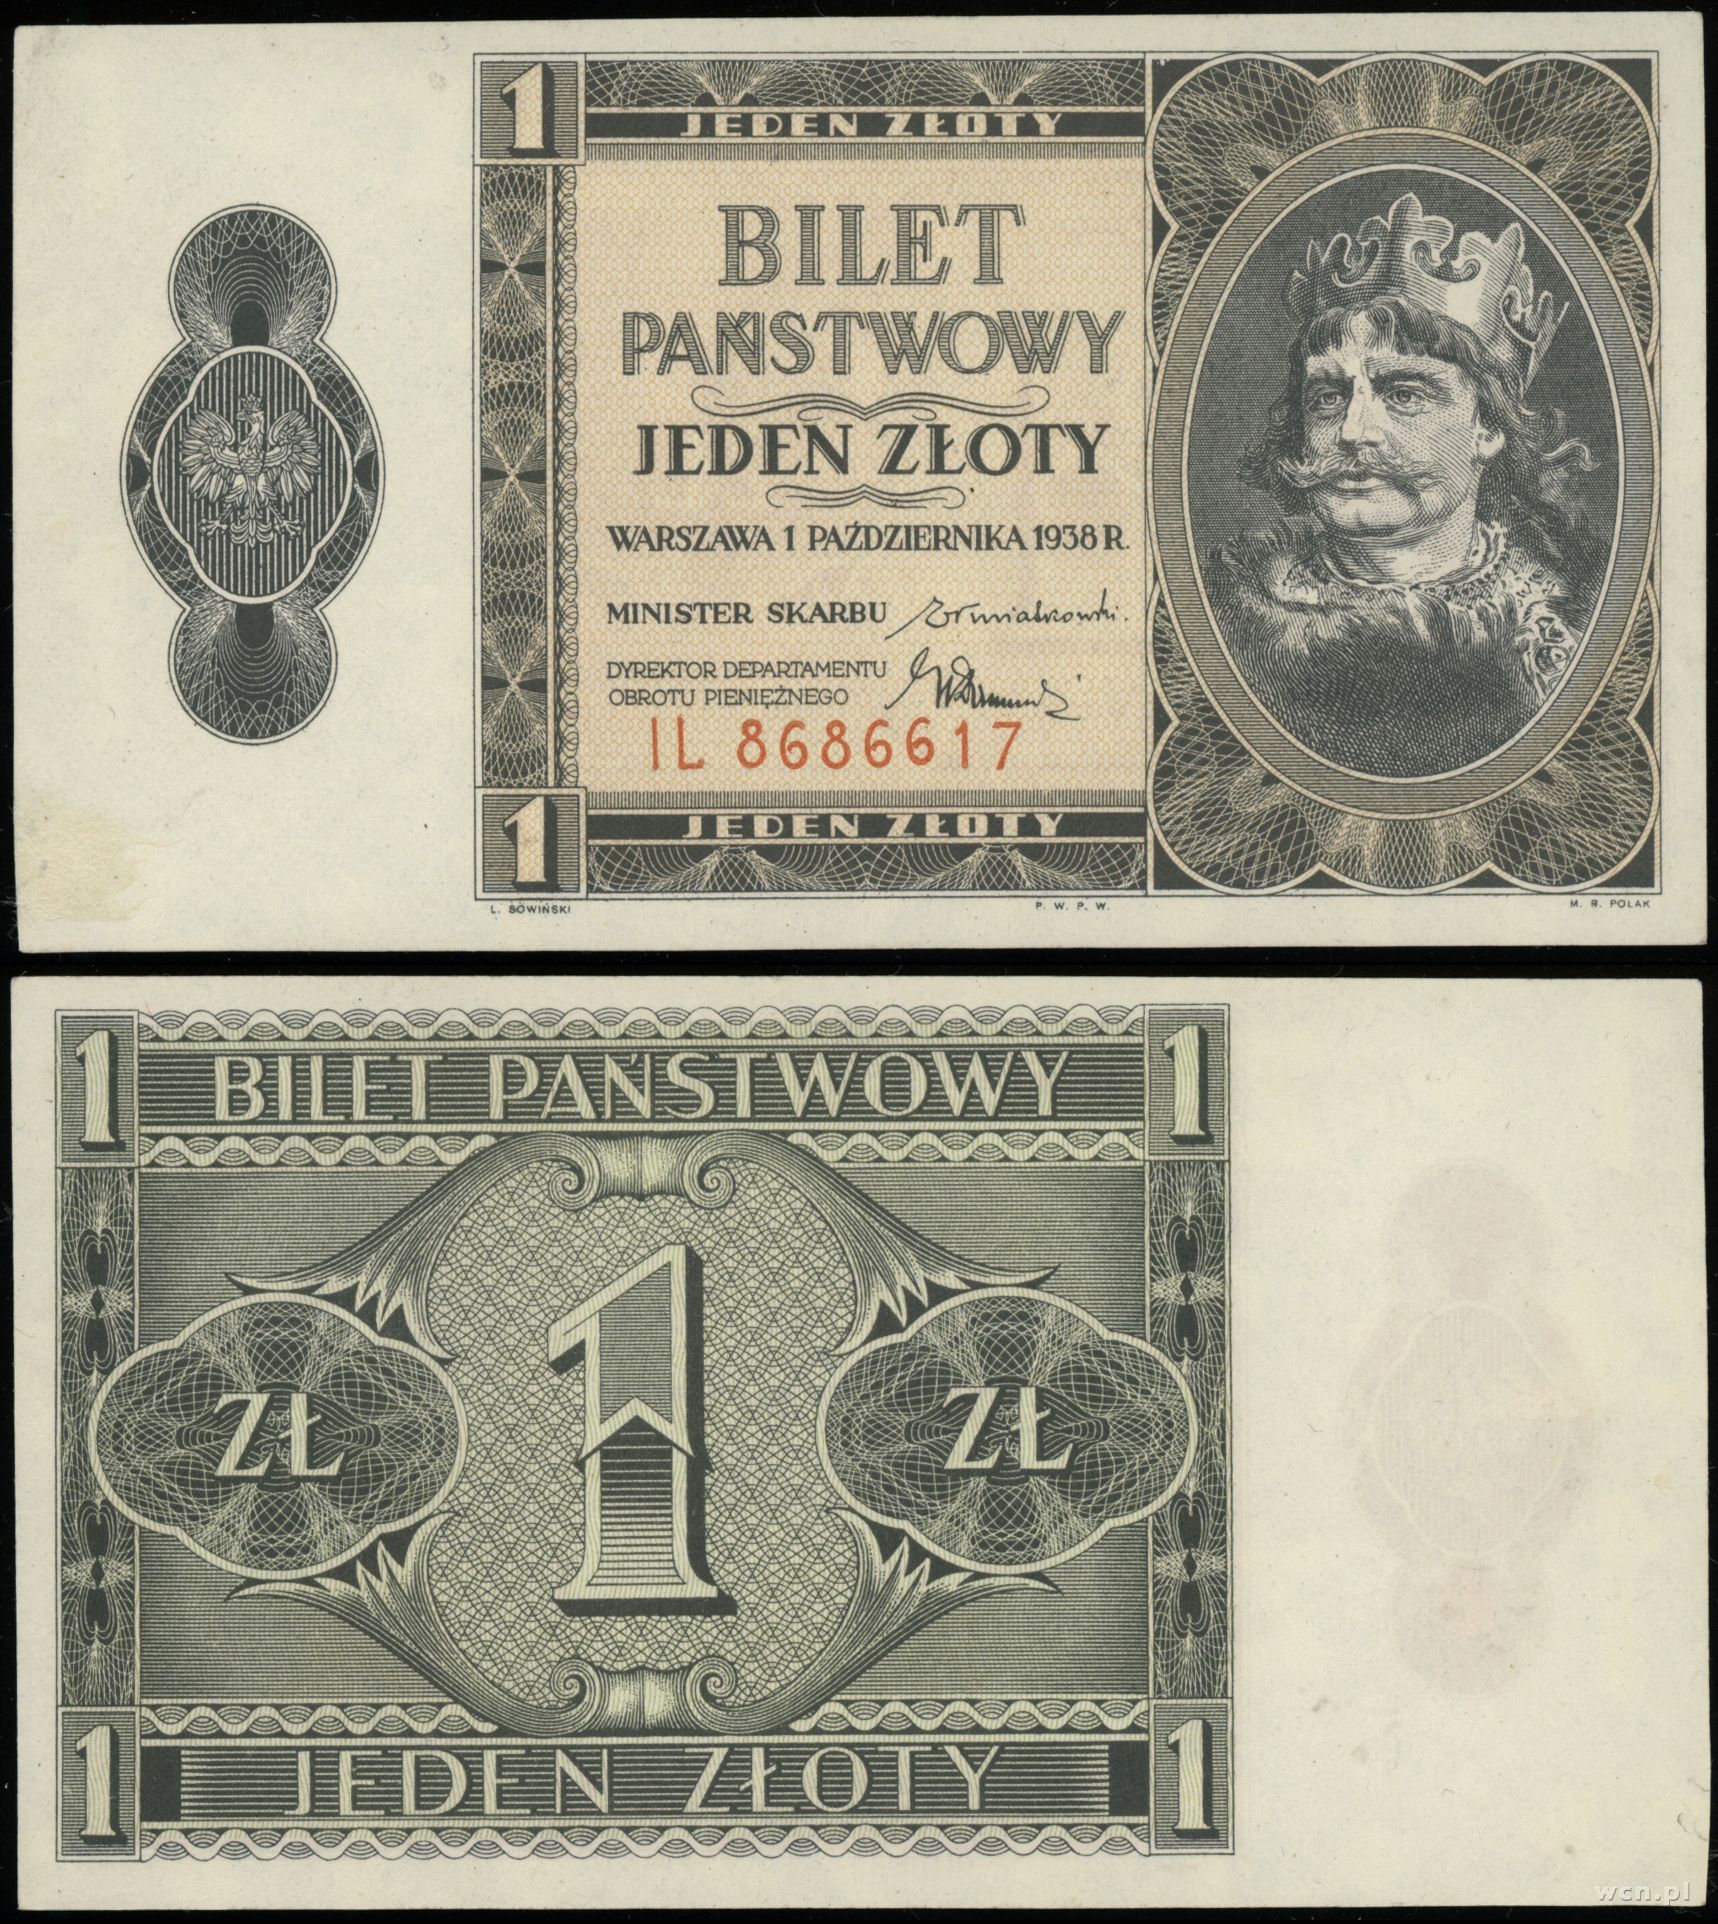 1
JEDEN ZŁOTY
BILET
PAŃSTWOWY
JEDEN ZŁOTY
WARSZAWA 1 PAŹDZIERNIKA 1938 R.
MINISTER SKARBU
DYREKTOR DEPARTAMENTU
OBROTU PIENIĘŻNEGO
IL 8686617
1
JEDEN ZŁOTY
L. SOWIŃSKI P. W. P. W. M. R. POLAK
1 BILET PAŃSTWOWY 1
1
ZŁ ZŁ
1 JEDEN ZŁOTY 1
wcn.pl